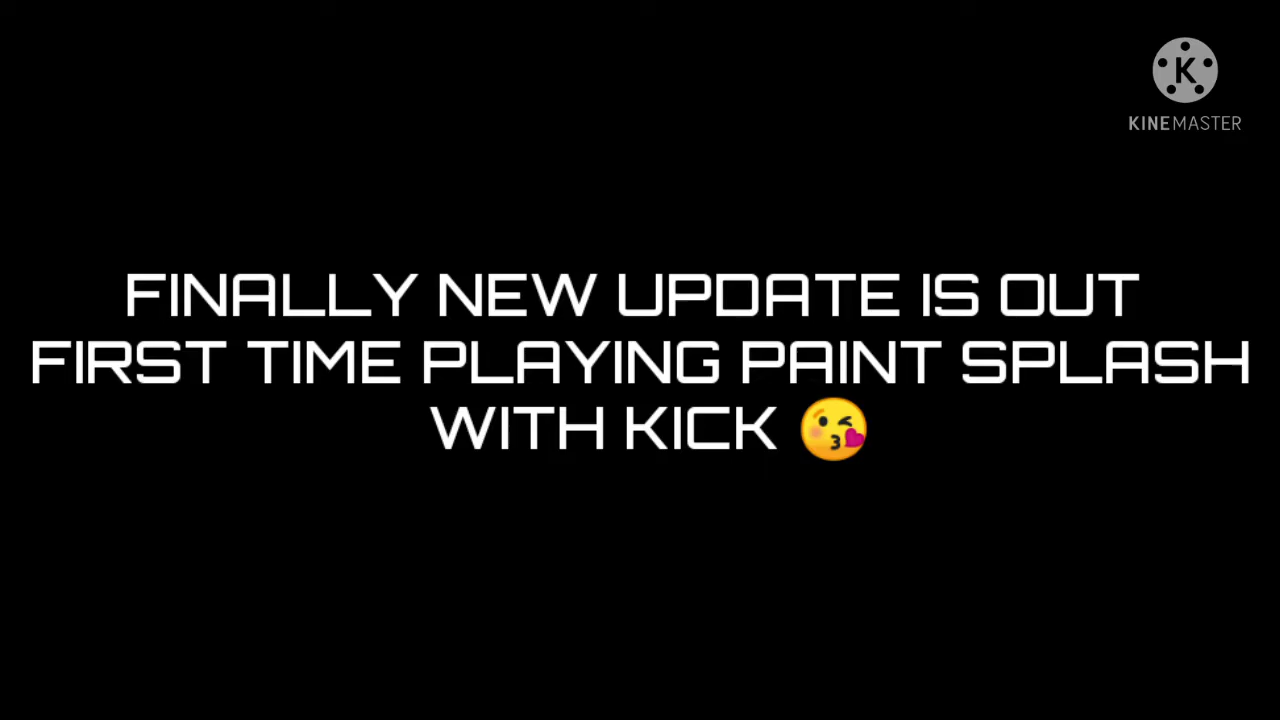 K
KINEMASTER
FINALLY NEW UPDATE IS OUT
FIRST TIME PLAYING PAINT SPLASH
WITH KICK 😘